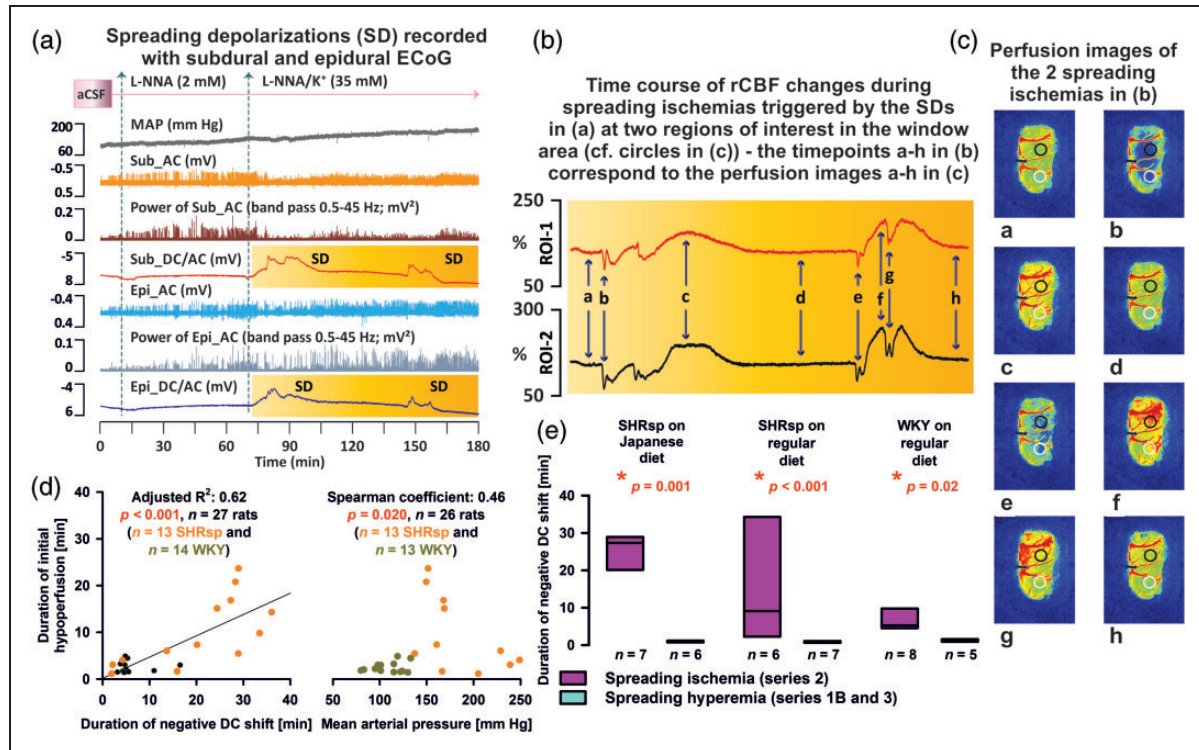 (a)
Spreading depolarizations (SD) recorded
with subdural and epidural ECoG
L-NNA (2 mM)
L-NNA/K⁺ (35 mM)
aCSF
MAP (mm Hg)
200
60
Sub_AC (mV)
-0.5
0.5
Power of Sub_AC (band pass 0.5-45 Hz; mV²)
0.2
0
Sub_DC/AC (mV)
SD
SD
-5
8
Epi_AC (mV)
-0.4
0.4
Power of Epi_AC (band pass 0.5-45 Hz; mV²)
0.1
0
Epi_DC/AC (mV)
SD
SD
-4
6
0 30 60 90 120 150 180
Time (min)
(b)
Time course of rCBF changes during
spreading ischemias triggered by the SDs
in (a) at two regions of interest in the window
area (cf. circles in (c)) - the timepoints a-h in (b)
correspond to the perfusion images a-h in (c)
250
%
ROI-1
50
a b c d e f g h
300
%
ROI-2
50
(c)
Perfusion images of
the 2 spreading
ischemias in (b)
a b
c d
e f
g h
(d)
Adjusted R²: 0.62
p < 0.001, n = 27 rats
(n = 13 SHRsp and
n = 14 WKY)
Duration of initial
hypoperfusion [min]
40
30
20
10
0
0 10 20 30 40
Duration of negative DC shift [min]
Spearman coefficient: 0.46
p = 0.020, n = 26 rats
(n = 13 SHRsp and
n = 13 WKY)
50 100 150 200 250
Mean arterial pressure [mm Hg]
(e)
SHRsp on
Japanese
diet
* p = 0.001
SHRsp on
regular
diet
* p < 0.001
WKY on
regular diet
* p = 0.02
Duration of negative DC shift [min]
40
30
20
10
0
n = 7 n = 6 n = 6 n = 7 n = 8 n = 5
Spreading ischemia (series 2)
Spreading hyperemia (series 1B and 3)